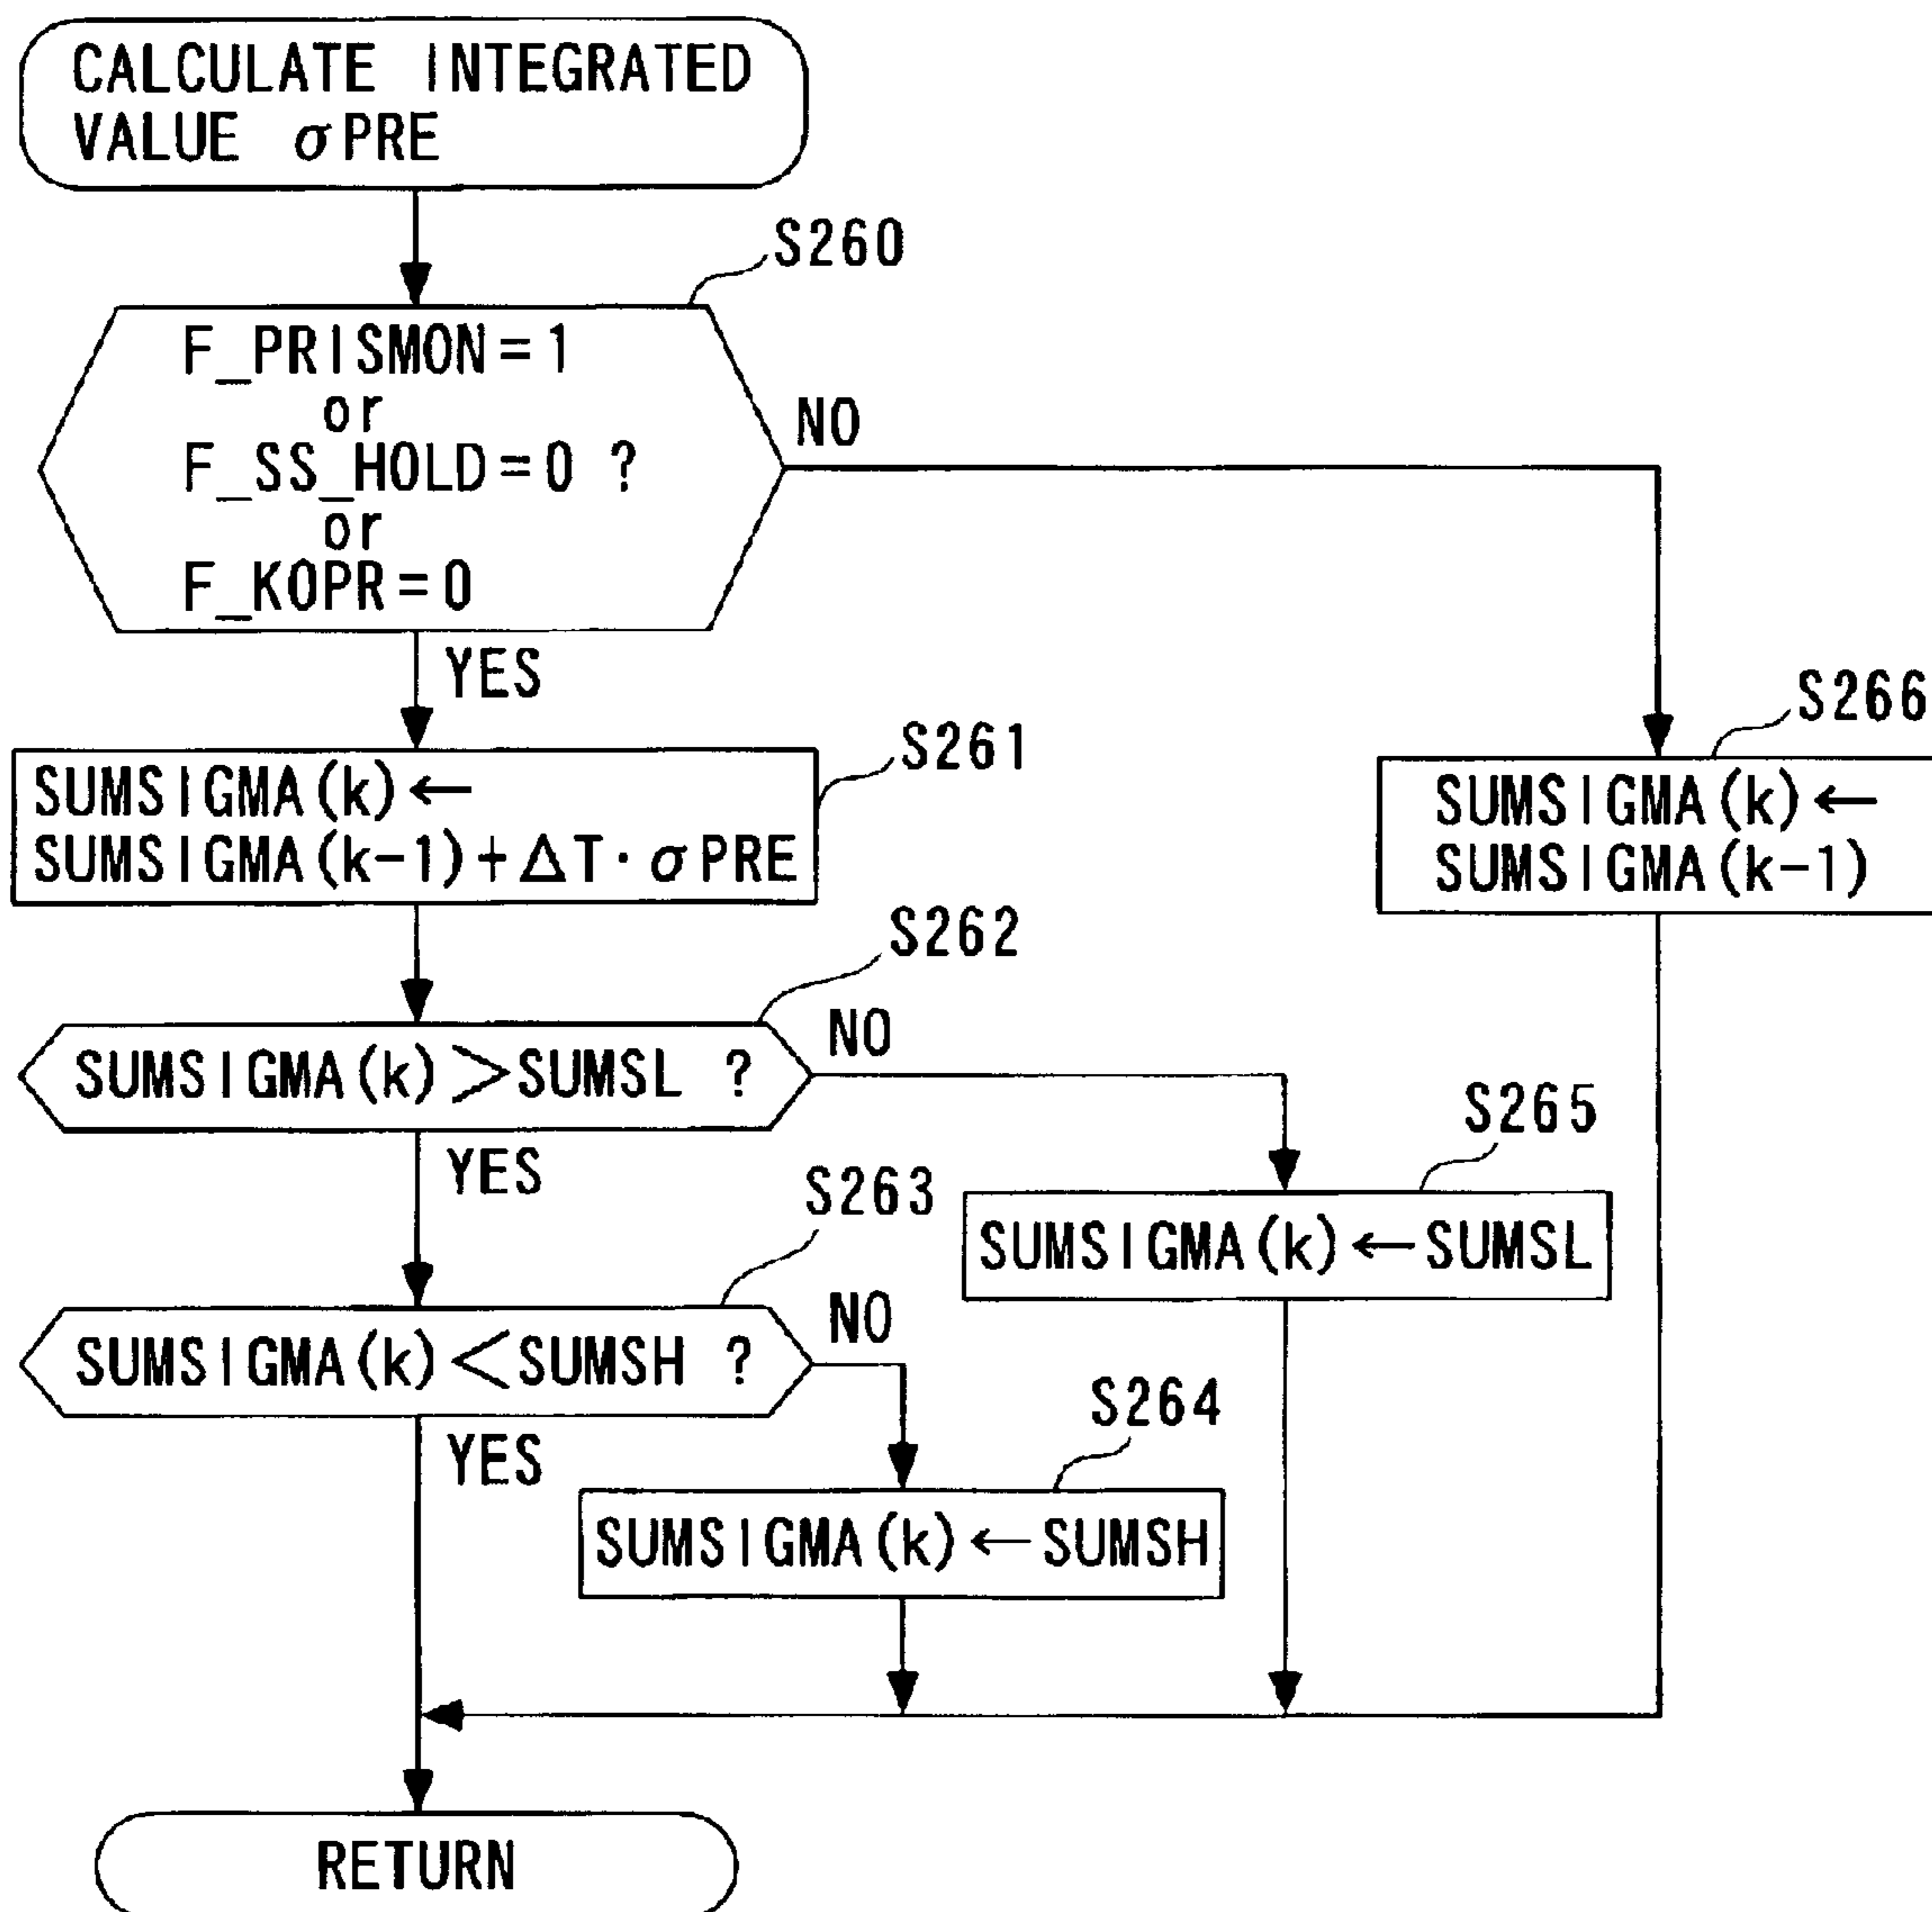 CALCULATE INTEGRATED
VALUE σPRE
S260
F_PRISMON=1
or
F_SS_HOLD=0 ?
or
F_KOPR=0
NO
YES
S261
SUMSIGMA(k)←
SUMSIGMA(k-1)+ΔT·σPRE
S266
SUMSIGMA(k)←
SUMSIGMA(k-1)
S262
SUMSIGMA(k)>SUMSL ?
NO
YES
S265
SUMSIGMA(k)←SUMSL
S263
SUMSIGMA(k)<SUMSH ?
NO
YES
S264
SUMSIGMA(k)←SUMSH
RETURN